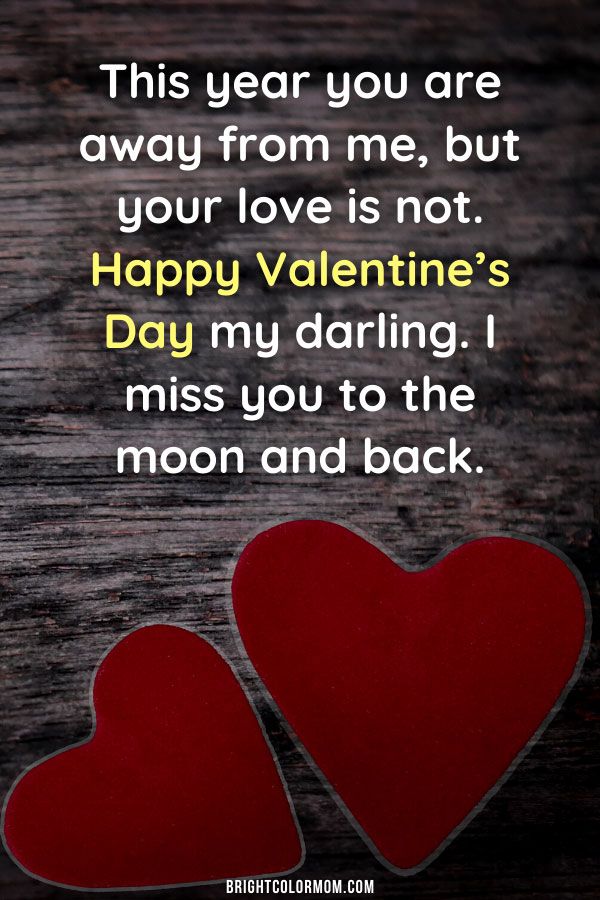 This year you are
away from me, but
your love is not.
Happy Valentine’s
Day my darling. I
miss you to the
moon and back.
BRIGHTCOLORMOM.COM